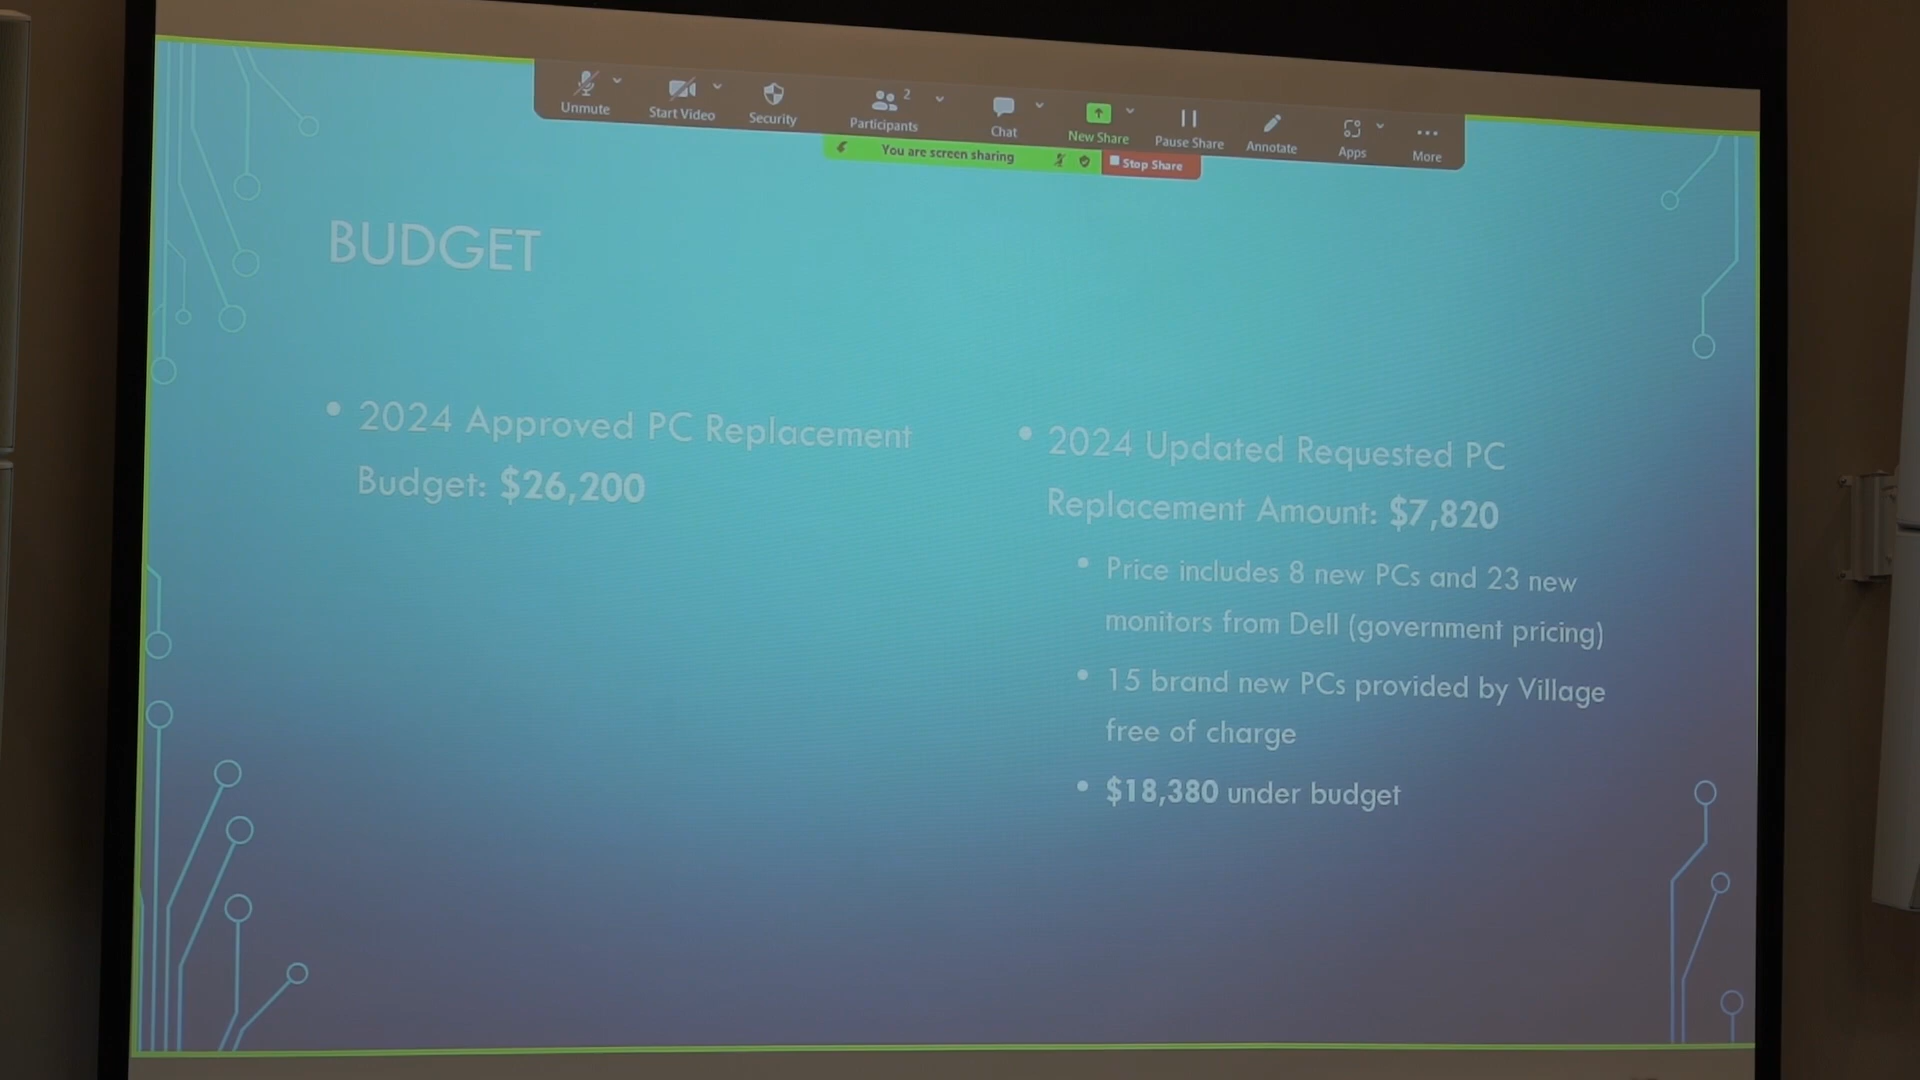 Unmute
Start Video
Security
Participants
2
Chat
New Share
Pause Share
Annotate
Apps
More
You are screen sharing
Stop Share
BUDGET
• 2024 Approved PC Replacement
Budget: $26,200
• 2024 Updated Requested PC
Replacement Amount: $7,820
• Price includes 8 new PCs and 23 new
monitors from Dell (government pricing)
• 15 brand new PCs provided by Village
free of charge
• $18,380 under budget